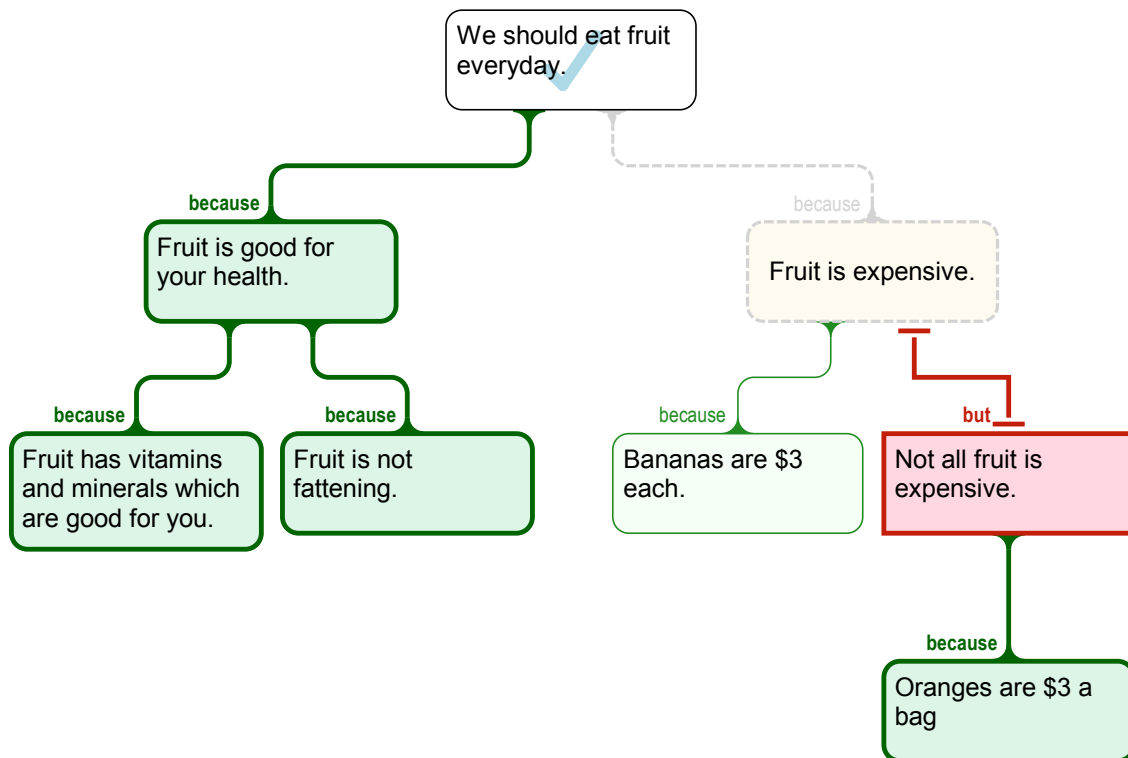 We should eat fruit
everyday.
because
because
Fruit is good for
your health.
Fruit is expensive.
because
because
because
but
Fruit has vitamins
and minerals which
are good for you.
Fruit is not
fattening.
Bananas are $3
each.
Not all fruit is
expensive.
because
Oranges are $3 a
bag